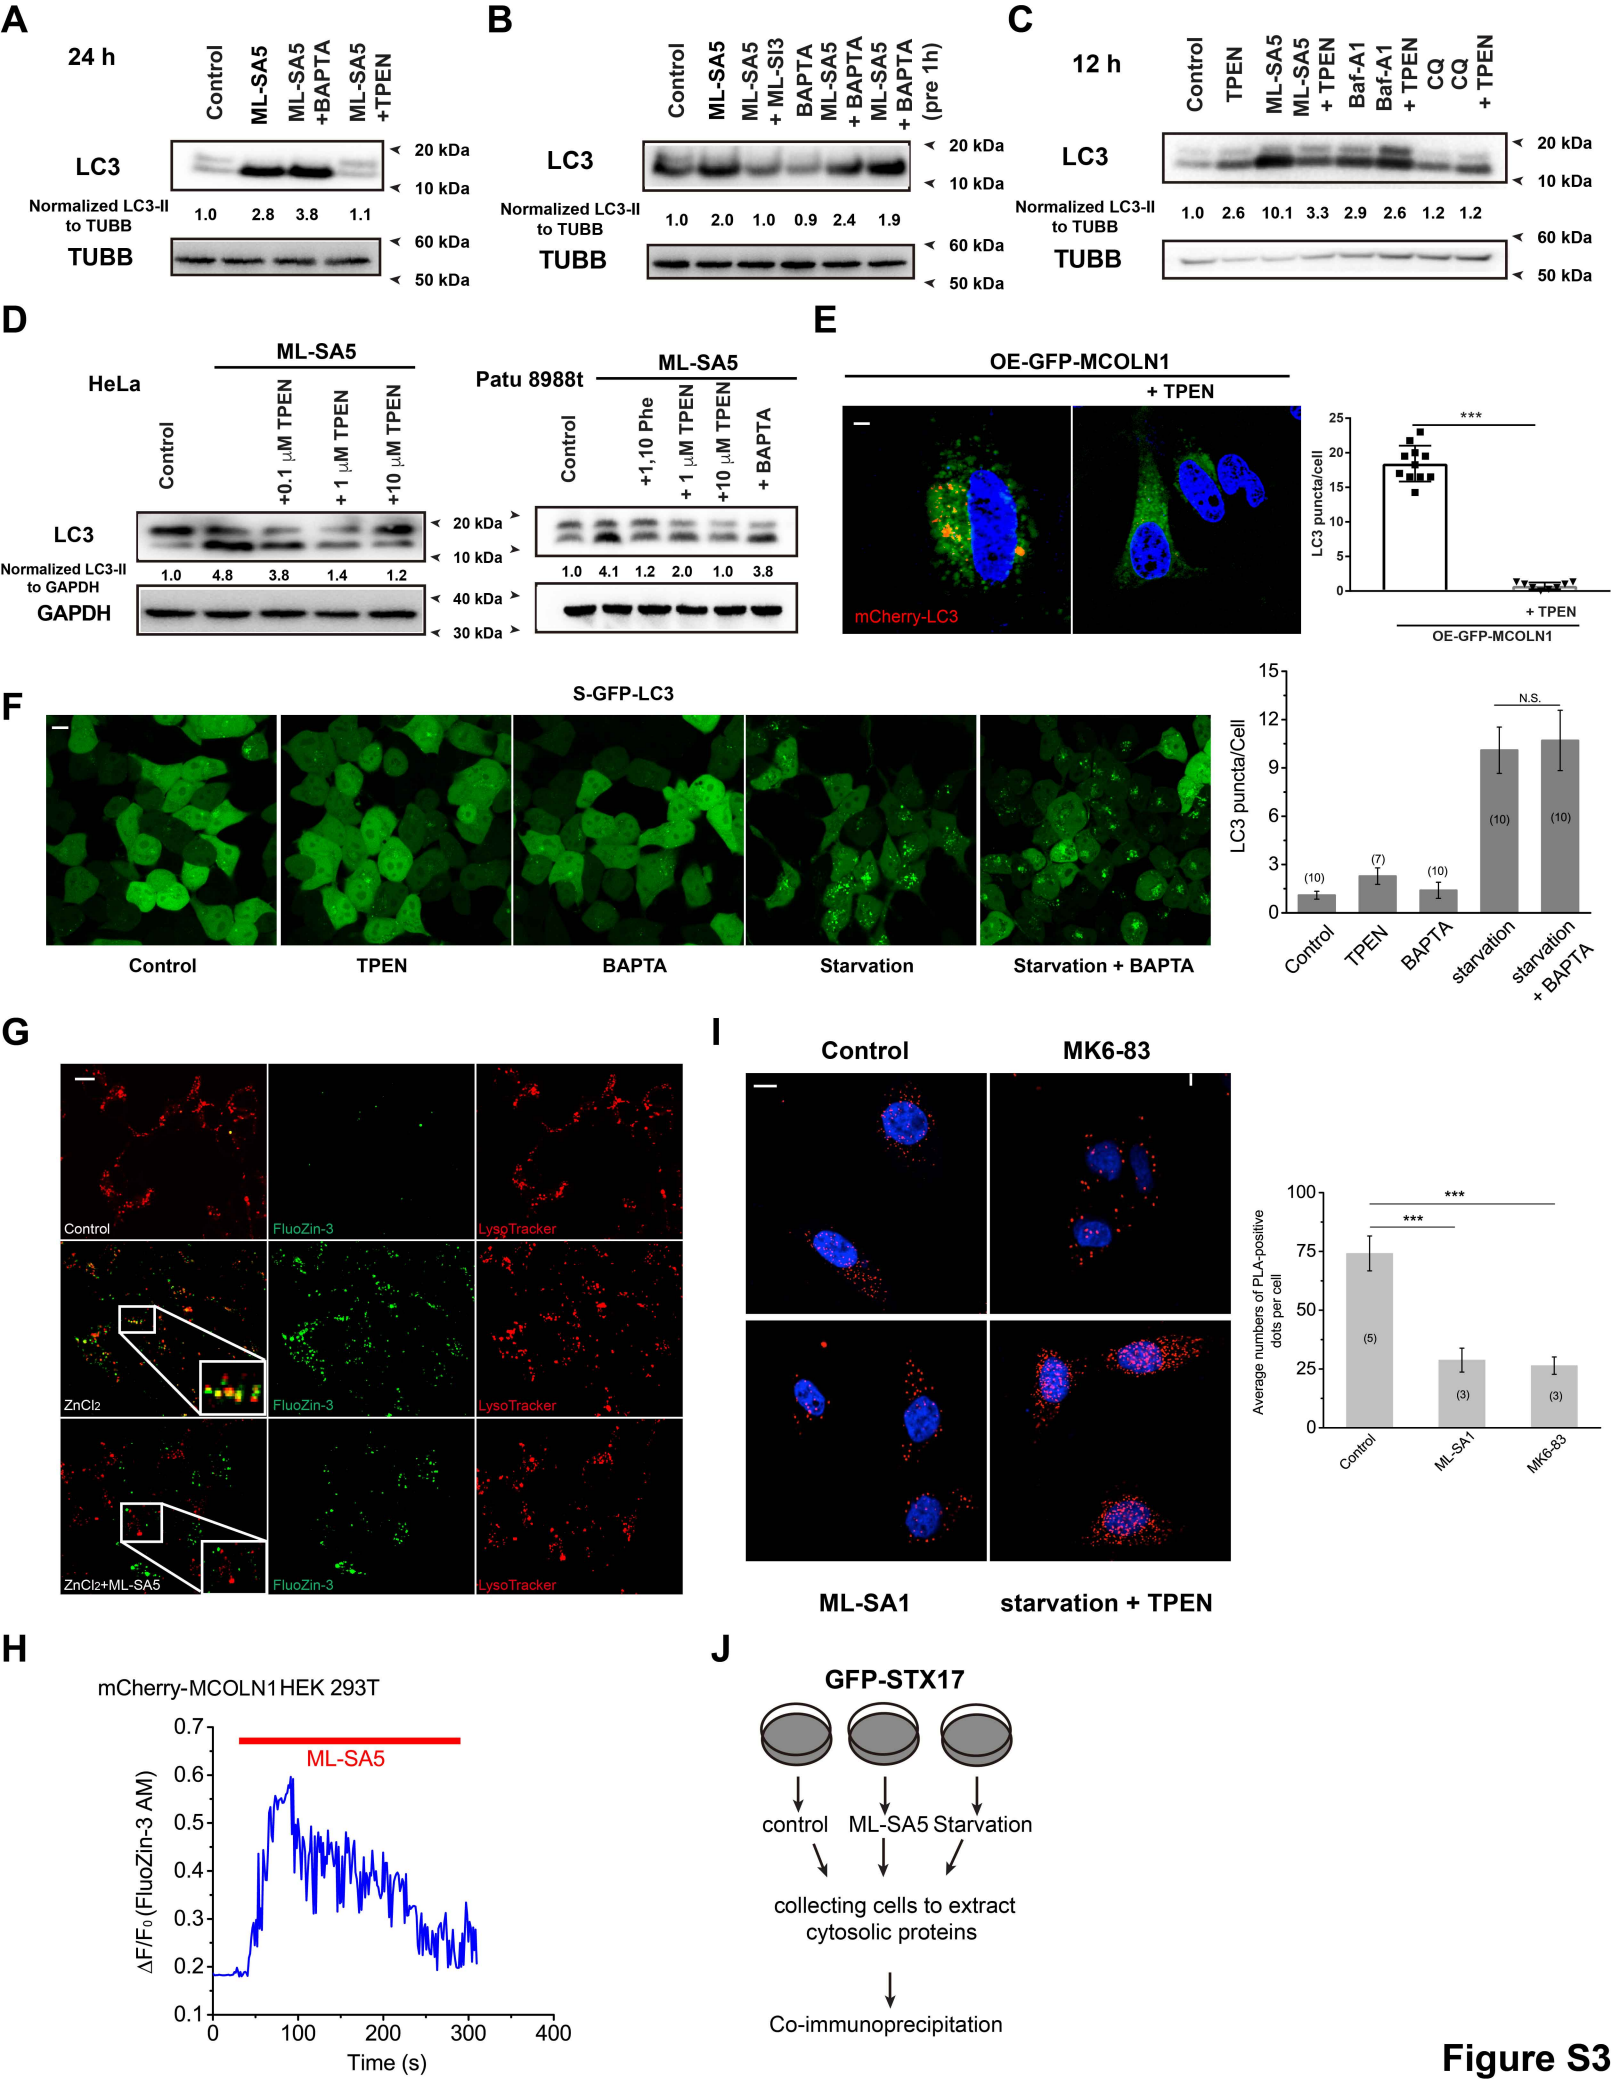 A
24 h
Control
ML-SA5
ML-SA5
+BAPTA
ML-SA5
+TPEN
LC3
20 kDa
10 kDa
Normalized LC3-II
to TUBB
1.0 2.8 3.8 1.1
TUBB
60 kDa
50 kDa
B
Control
ML-SA5
ML-SA5
+ ML-SI3
BAPTA
ML-SA5
+ BAPTA
ML-SA5
+ BAPTA
(pre 1h)
LC3
20 kDa
10 kDa
Normalized LC3-II
to TUBB
1.0 2.0 1.0 0.9 2.4 1.9
TUBB
60 kDa
50 kDa
C
12 h
Control
TPEN
ML-SA5
ML-SA5
+ TPEN
Baf-A1
Baf-A1
+ TPEN
CQ
CQ
+ TPEN
LC3
20 kDa
10 kDa
Normalized LC3-II
to TUBB
1.0 2.6 10.1 3.3 2.9 2.6 1.2 1.2
TUBB
60 kDa
50 kDa
D
HeLa
ML-SA5
Control
+0.1 µM TPEN
+ 1 µM TPEN
+10 µM TPEN
LC3
20 kDa
10 kDa
Normalized LC3-II
to GAPDH
1.0 4.8 3.8 1.4 1.2
GAPDH
40 kDa
30 kDa
Patu 8988t
ML-SA5
Control
+1,10 Phe
+ 1 µM TPEN
+10 µM TPEN
+ BAPTA
1.0 4.1 1.2 2.0 1.0 3.8
E
OE-GFP-MCOLN1
+ TPEN
mCherry-LC3
LC3 puncta/cell
25
20
15
10
5
0
***
+ TPEN
OE-GFP-MCOLN1
F
S-GFP-LC3
Control
TPEN
BAPTA
Starvation
Starvation + BAPTA
LC3 puncta/Cell
15
12
9
6
3
0
N.S.
(10)
(7)
(10)
(10)
(10)
Control
TPEN
BAPTA
starvation
starvation
+ BAPTA
G
Control
FluoZin-3
LysoTracker
ZnCl2
FluoZin-3
LysoTracker
ZnCl2+ML-SA5
FluoZin-3
LysoTracker
I
Control
MK6-83
ML-SA1
starvation + TPEN
Average numbers of PLA-positive
dots per cell
100
75
50
25
0
***
***
(5)
(3)
(3)
Control
ML-SA1
MK6-83
H
mCherry-MCOLN1 HEK 293T
ML-SA5
ΔF/F0 (FluoZin-3 AM)
0.7
0.6
0.5
0.4
0.3
0.2
0.1
0 100 200 300 400
Time (s)
J
GFP-STX17
control ML-SA5 Starvation
collecting cells to extract
cytosolic proteins
Co-immunoprecipitation
Figure S3